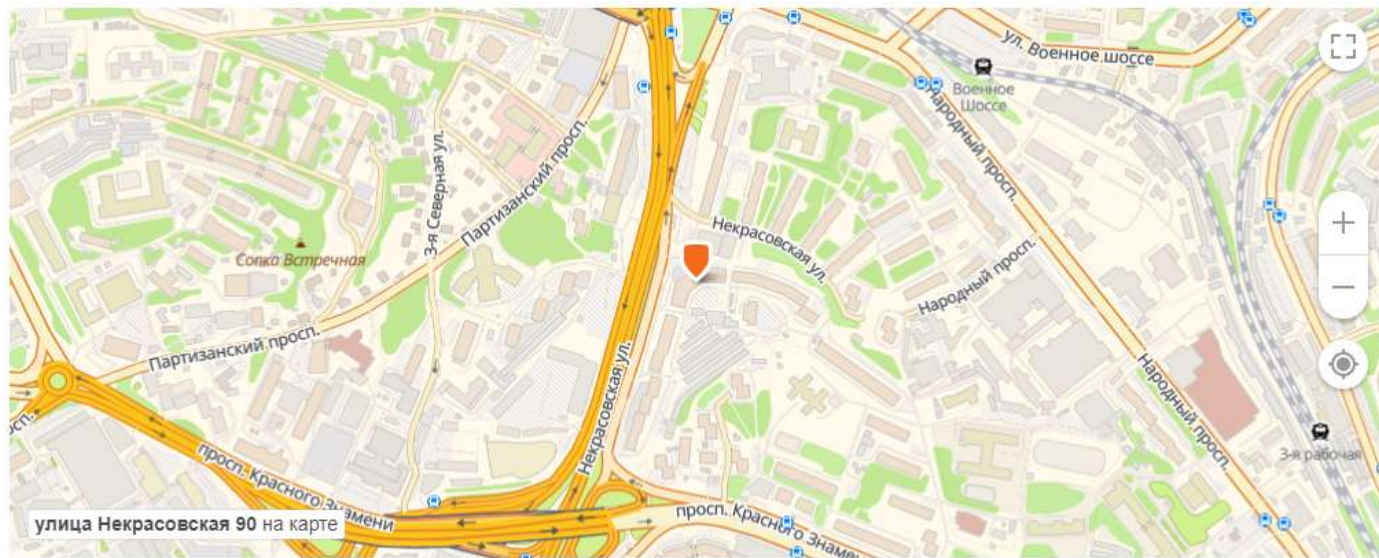 ул. Военное шоссе
Военное
Шоссе
Народный просп.
3-я Северная ул.
Партизанский просп.
Некрасовская ул.
Сопка Встречная
Народный просп.
Партизанский просп.
Некрасовская ул.
Народный просп.
осп.
3-я рабочая
просп. Красного Знамени
просп. Красного Знамени
улица Некрасовская 90 на карте